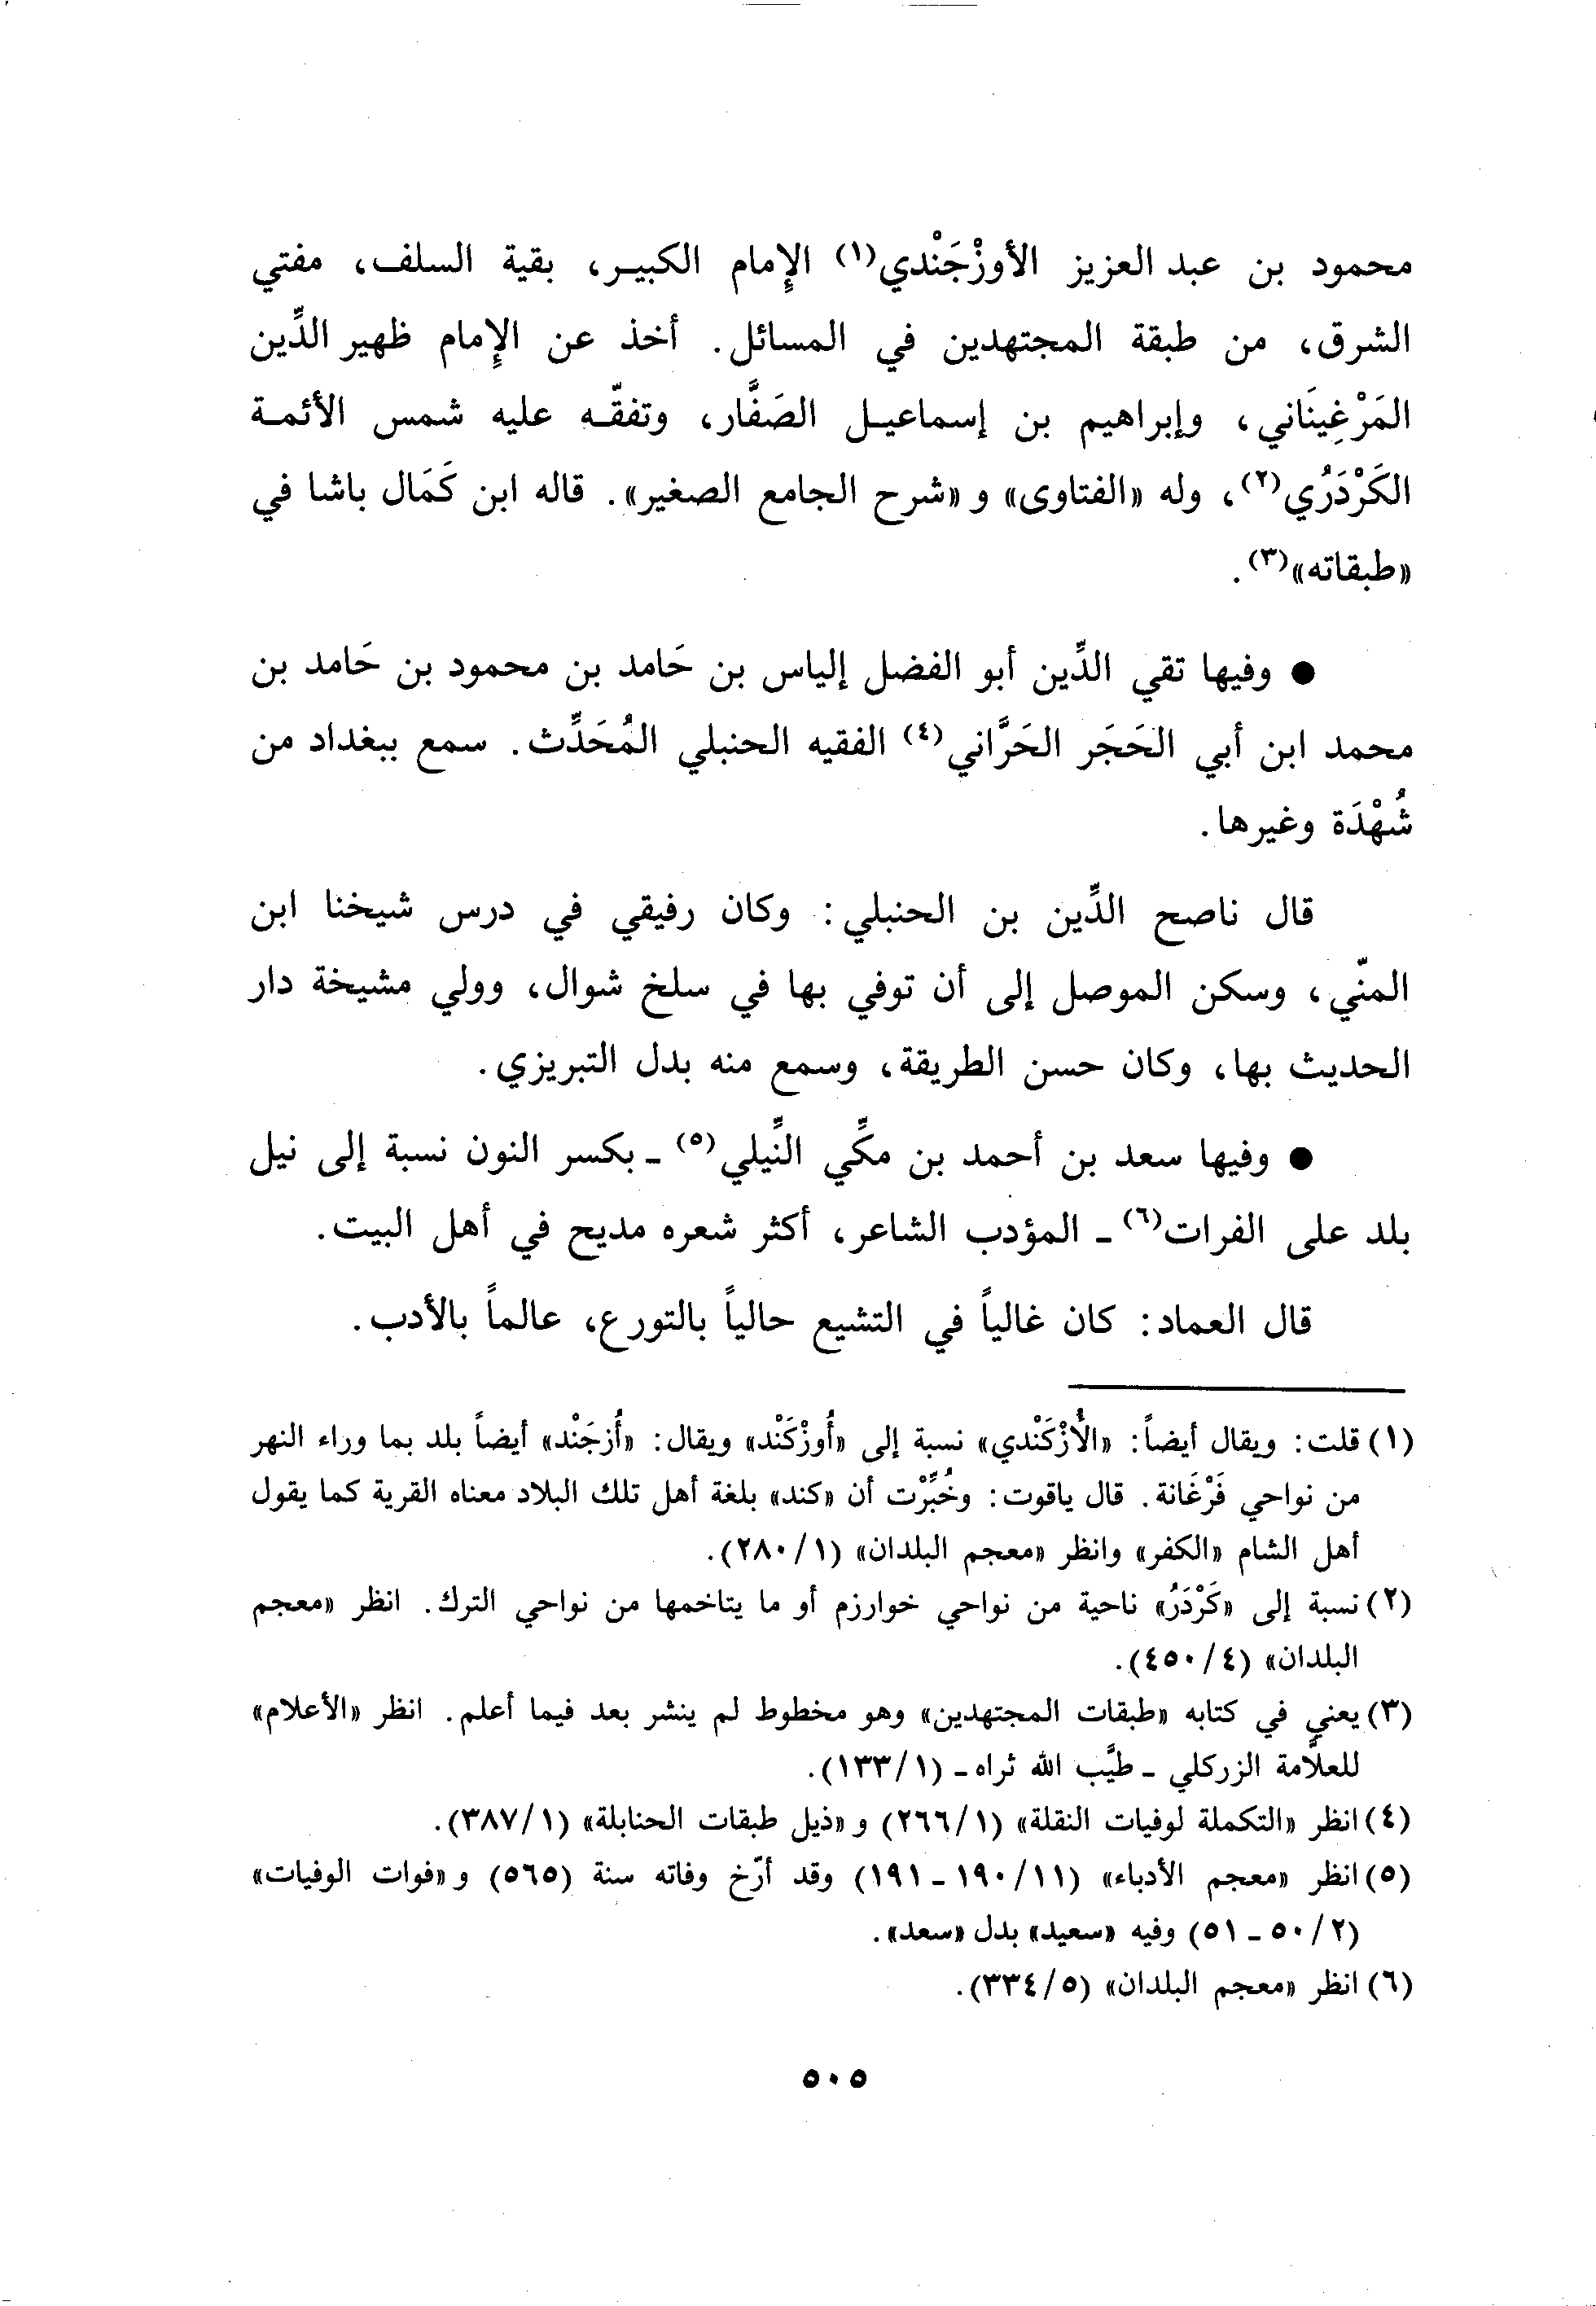 محمود بن عبد العزيز الأوزْجَنْدي(١) الإِمام الكبيـر، بقية السلف، مفتي
الشرق، من طبقة المجتهدين في المسائل. أخذ عن الإِمام ظهير الدِّين
المَرْغِينَاني، وإبراهيم بن إسماعيـل الصَفَّار، وتفقّـه عليه شمس الأئمـة
الكَرْدَرُي(٢)، وله «الفتاوى» و «شرح الجامع الصغير». قاله ابن كَمَال باشا في
«طبقاته»(٣).
● وفيها تقي الدِّين أبو الفضل إلياس بن حَامد بن محمود بن حَامد بن
محمد ابن أبي الحَجَر الحَرَّاني(٤) الفقيه الحنبلي المُحَدِّث. سمع ببغداد من
شُهْدَة وغيرها.
قال ناصح الدِّين بن الحنبلي: وكان رفيقي في درس شيخنا ابن
المنّي، وسكن الموصل إلى أن توفي بها في سلخ شوال، وولي مشيخة دار
الحديث بها، وكان حسن الطريقة، وسمع منه بدل التبريزي.
● وفيها سعد بن أحمد بن مكِّي النِّيلي(٥) ـ بكسر النون نسبة إلى نيل
بلد على الفرات(٦) ـ المؤدب الشاعر، أكثر شعره مديح في أهل البيت.
قال العماد: كان غالياً في التشيع حالياً بالتورع، عالماً بالأدب.
(١) قلت: ويقال أيضاً: «الأُزْكَنْدي» نسبة إلى «أُوزْكَنْد» ويقال: «أُزجَنْد» أيضاً بلد بما وراء النهر
من نواحي فَرْغَانة. قال ياقوت: وخُبِّرْت أن «كند» بلغة أهل تلك البلاد معناه القرية كما يقول
أهل الشام «الكفر» وانظر «معجم البلدان» (١/ ٢٨٠).
(٢) نسبة إلى «كَرْدَرُ» ناحية من نواحي خوارزم أو ما يتاخمها من نواحي الترك. انظر «معجم
البلدان» (٤/ ٤٥٠).
(٣) يعني في كتابه «طبقات المجتهدين» وهو مخطوط لم ينشر بعد فيما أعلم. انظر «الأعلام»
للعلاَّمة الزركلي ـ طيَّب الله ثراه ـ (١/ ١٣٣).
(٤) انظر «التكملة لوفيات النقلة» (١/ ٢٦٦) و «ذيل طبقات الحنابلة» (١/ ٣٨٧).
(٥) انظر «معجم الأدباء» (١١/ ١٩٠ ـ ١٩١) وقد أرّخ وفاته سنة (٥٦٥) و «فوات الوفيات»
(٢/ ٥٠ ـ ٥١) وفيه «سعيد» بدل «سعد».
(٦) انظر «معجم البلدان» (٥/ ٣٣٤).
٥٠٥